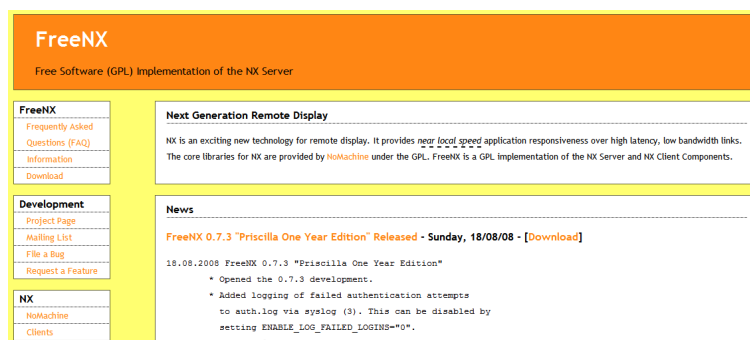 FreeNX
Free Software (GPL) Implementation of the NX Server
FreeNX
Frequently Asked
Questions (FAQ)
Information
Download
Development
Project Page
Mailing List
File a Bug
Request a Feature
NX
NoMachine
Clients
Next Generation Remote Display
NX is an exciting new technology for remote display. It provides near local speed application responsiveness over high latency, low bandwidth links.
The core libraries for NX are provided by NoMachine under the GPL. FreeNX is a GPL implementation of the NX Server and NX Client Components.
News
FreeNX 0.7.3 "Priscilla One Year Edition" Released - Sunday, 18/08/08 - [Download]
18.08.2008 FreeNX 0.7.3 "Priscilla One Year Edition"
* Opened the 0.7.3 development.
* Added logging of failed authentication attempts
to auth.log via syslog (3). This can be disabled by
setting ENABLE_LOG_FAILED_LOGINS="0".